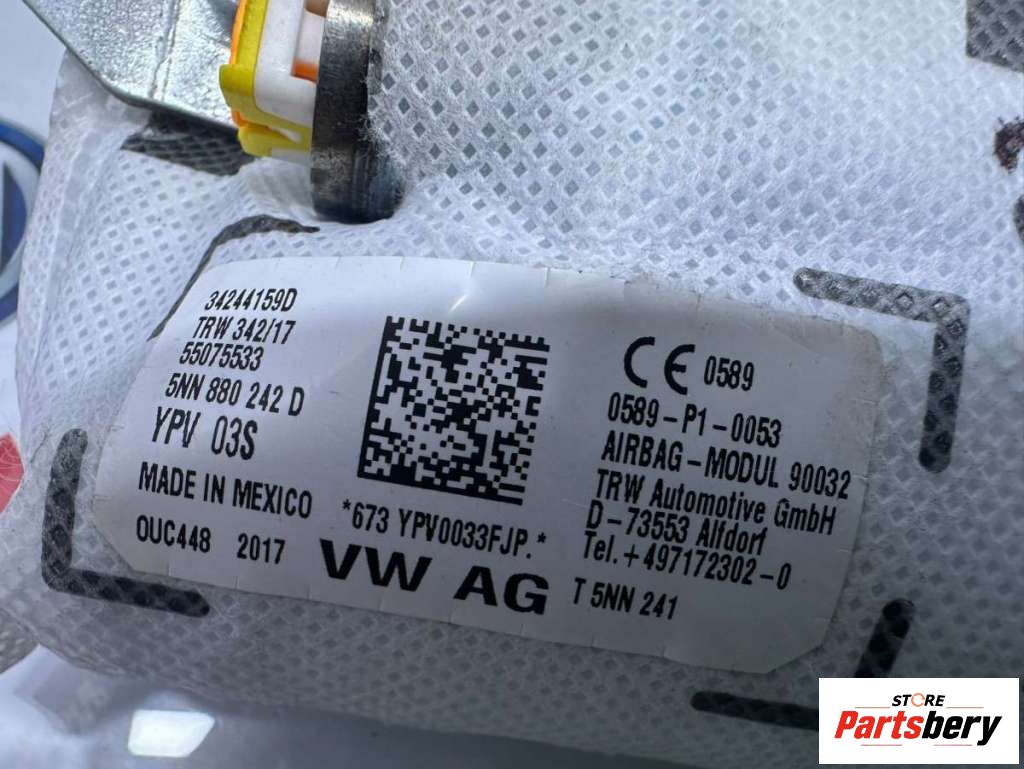 34244159D
TRW 342/17
55075533
5NN 880 242 D
YPV 03S
MADE IN MEXICO
OUC448 2017
*673 YPV0033FJP.*
VW AG
CE 0589
0589-P1-0053
AIRBAG-MODUL 90032
TRW Automotive GmbH
D-73553 Alfdorf
Tel.+497172302-0
T 5NN 241
STORE
Partsbery